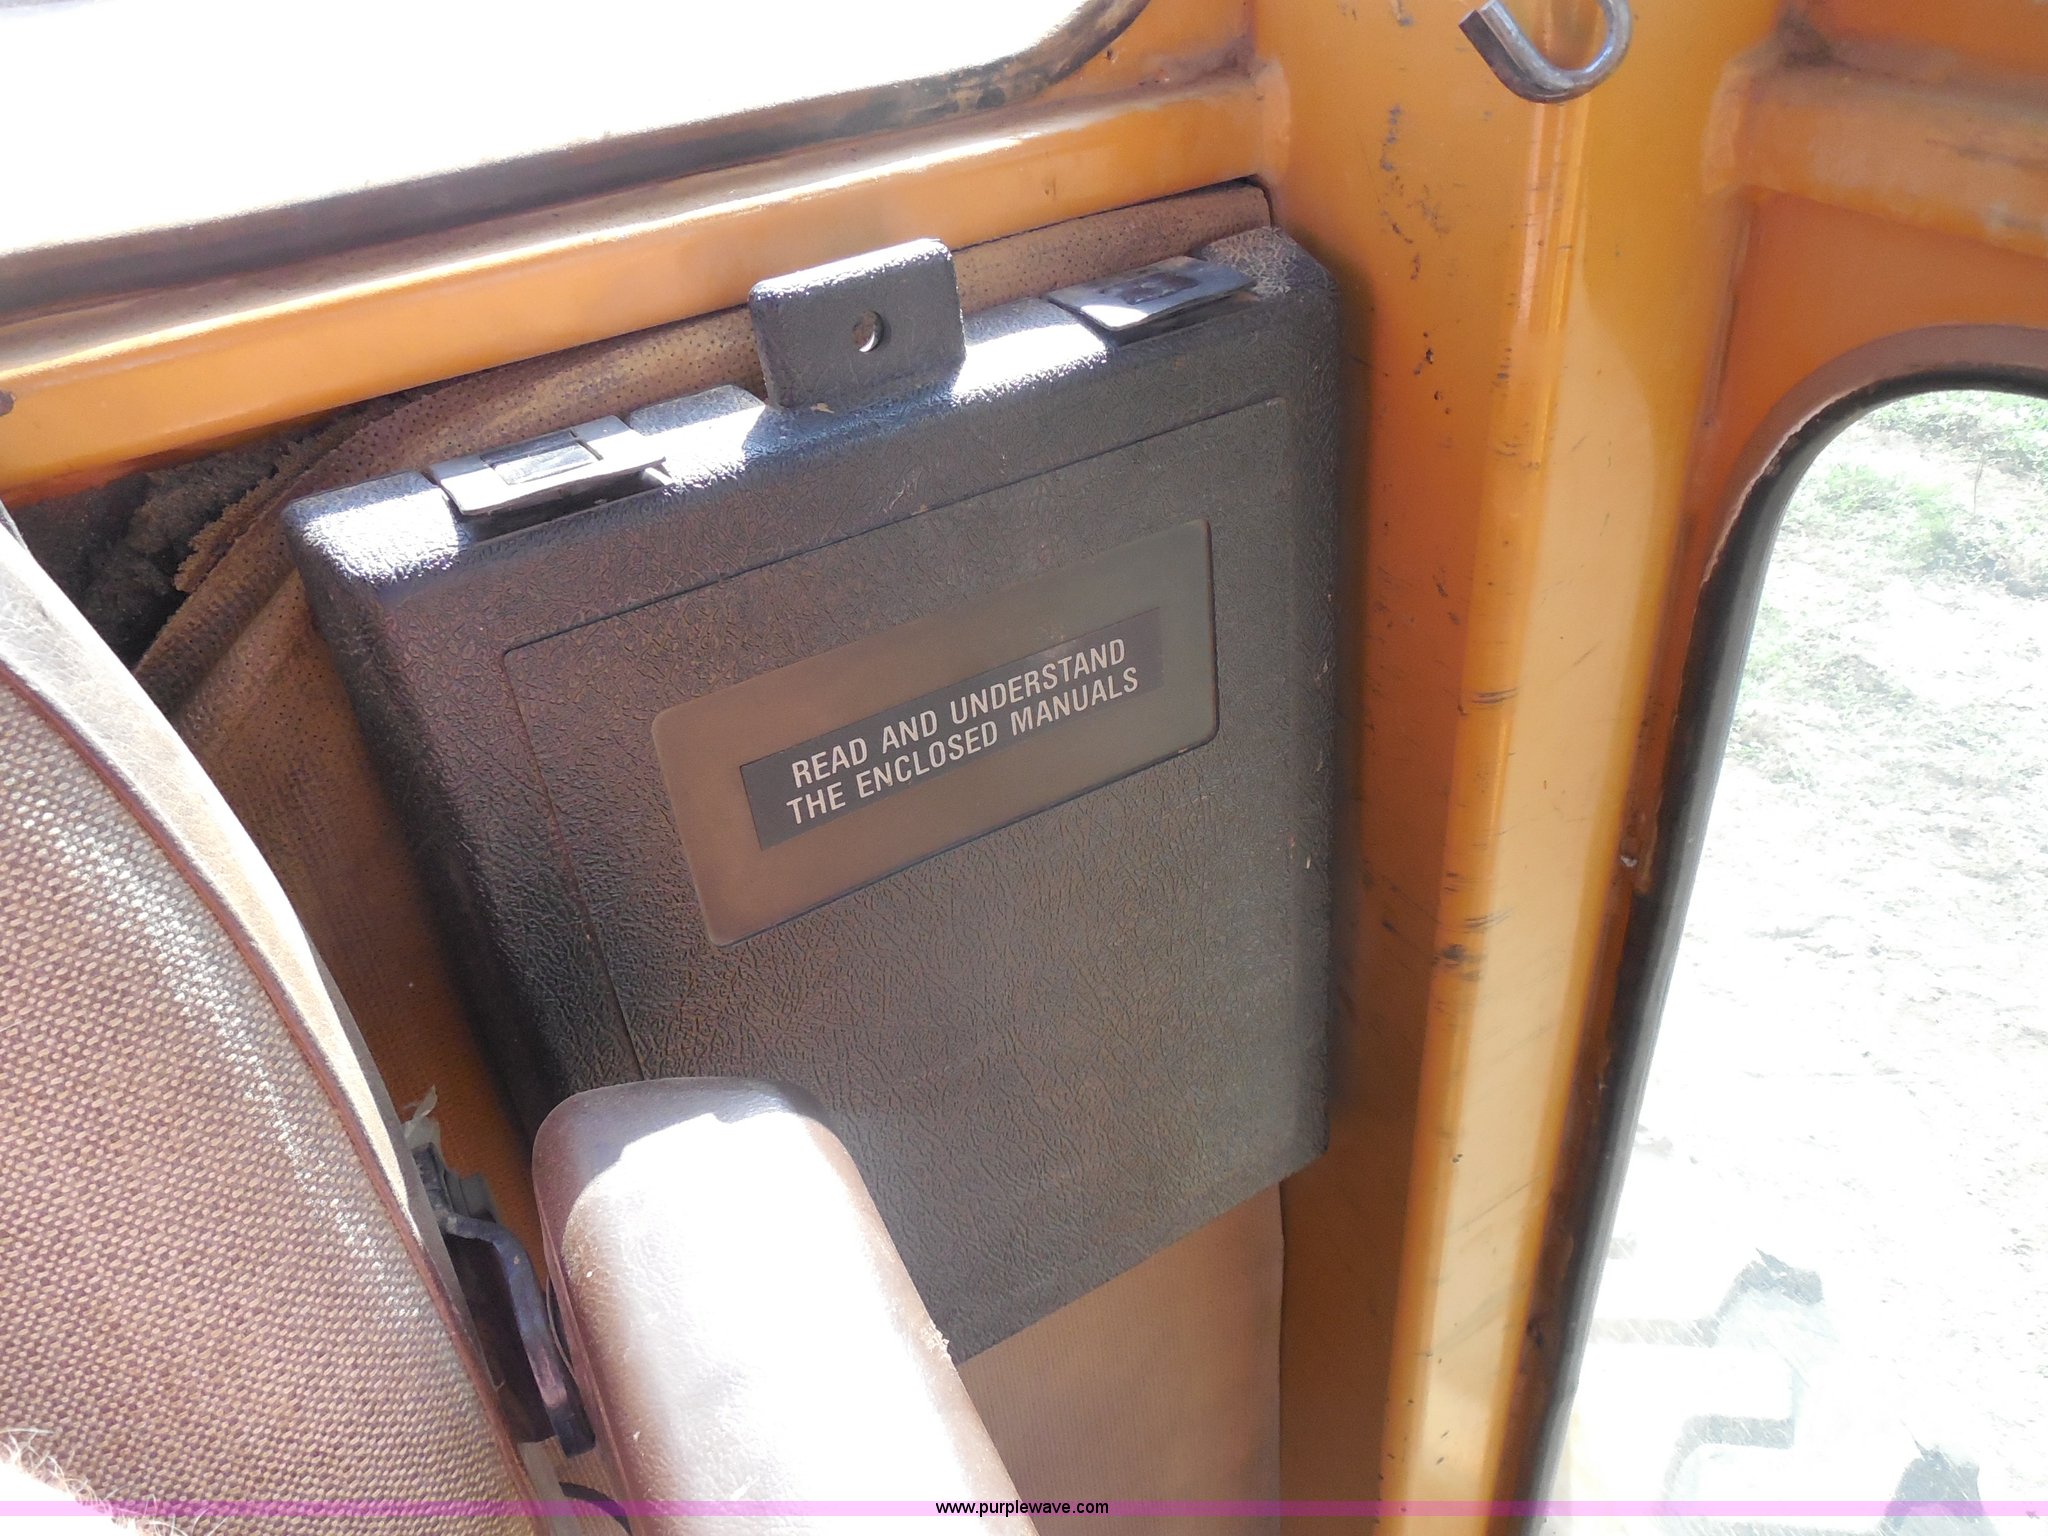 READ AND UNDERSTAND
THE ENCLOSED MANUALS
www.purplewave.com